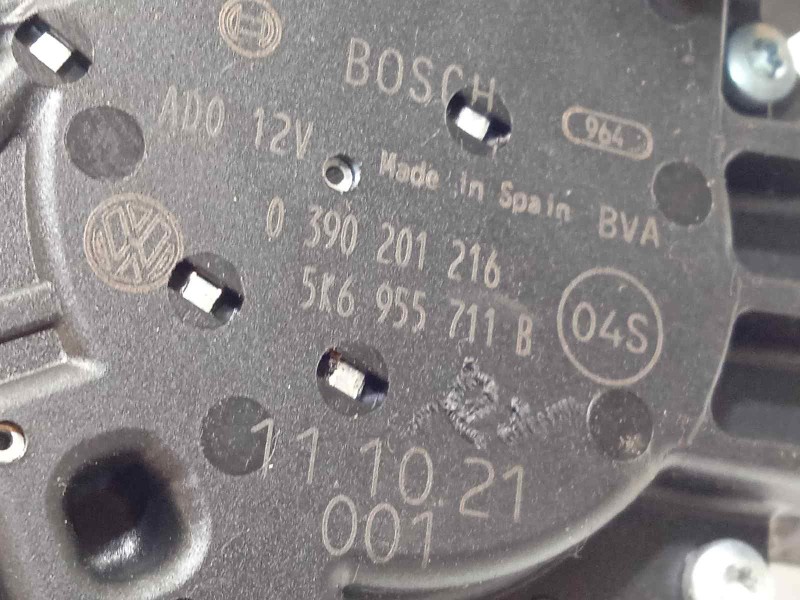 BOSCH
AD0 12V
964
Made in Spain BVA
0 390 201 216
5K6 955 711 B
04S
11.10.21
001